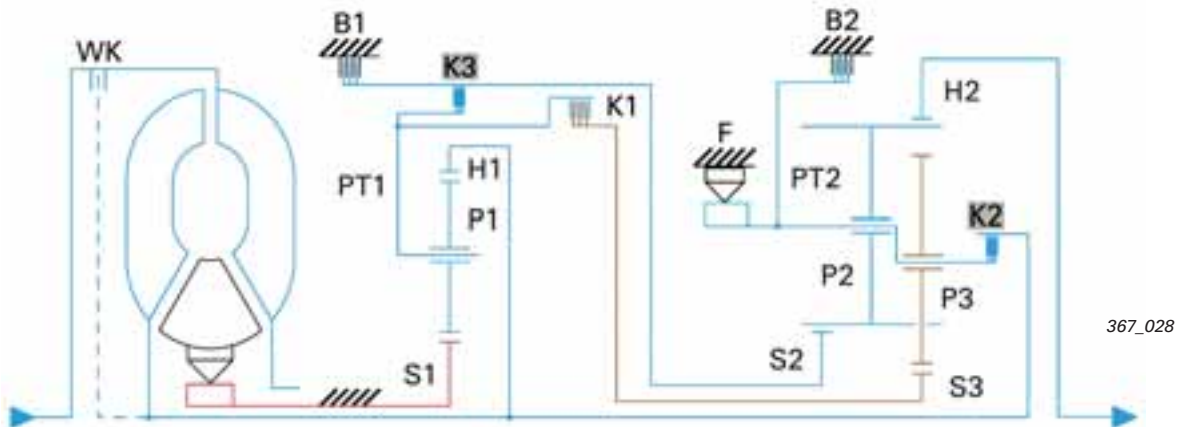 B1
B2
WK
K3
H2
K1
F
H1
PT1
PT2
P1
K2
P2
P3
367_028
S2
S1
S3